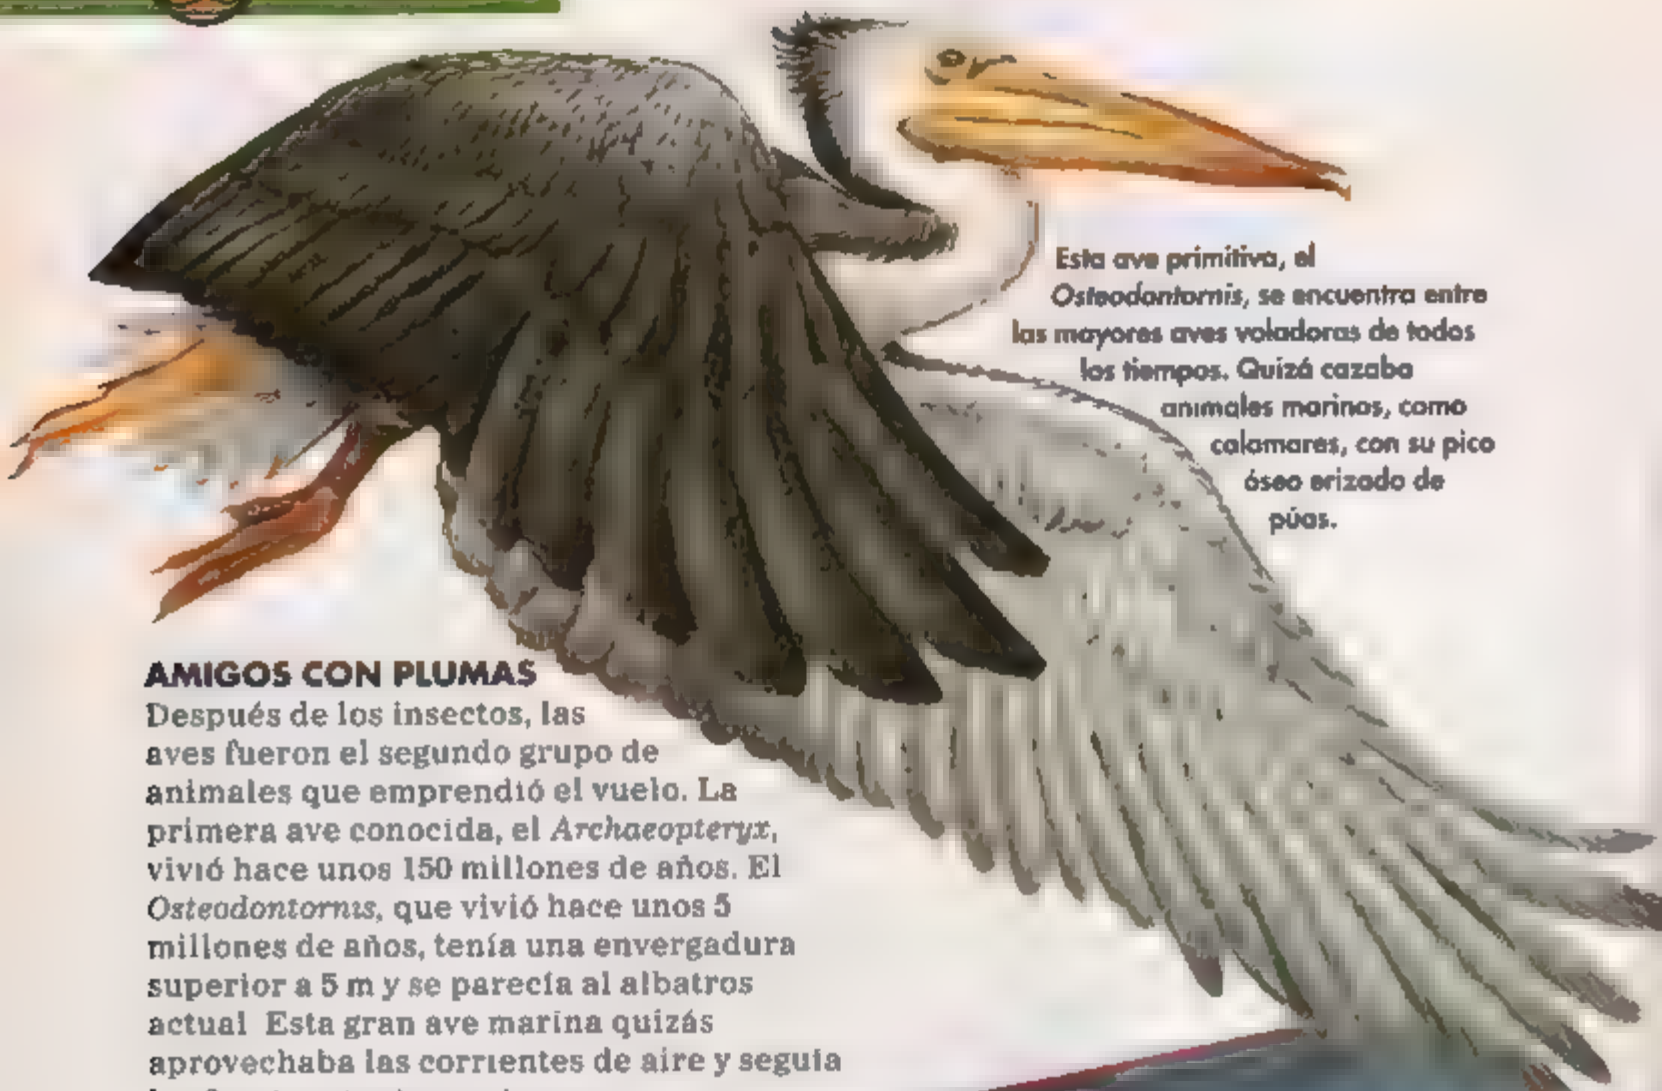 Esta ave primitiva, el
Osteodontornis, se encuentra entre
las mayores aves voladoras de todos
los tiempos. Quizá cazaba
animales marinos, como
calamares, con su pico
óseo erizado de
púas.
AMIGOS CON PLUMAS
Después de los insectos, las
aves fueron el segundo grupo de
animales que emprendió el vuelo. La
primera ave conocida, el Archaeopteryx,
vivió hace unos 150 millones de años. El
Osteodontornis, que vivió hace unos 5
millones de años, tenía una envergadura
superior a 5 m y se parecía al albatros
actual Esta gran ave marina quizás
aprovechaba las corrientes de aire y seguía